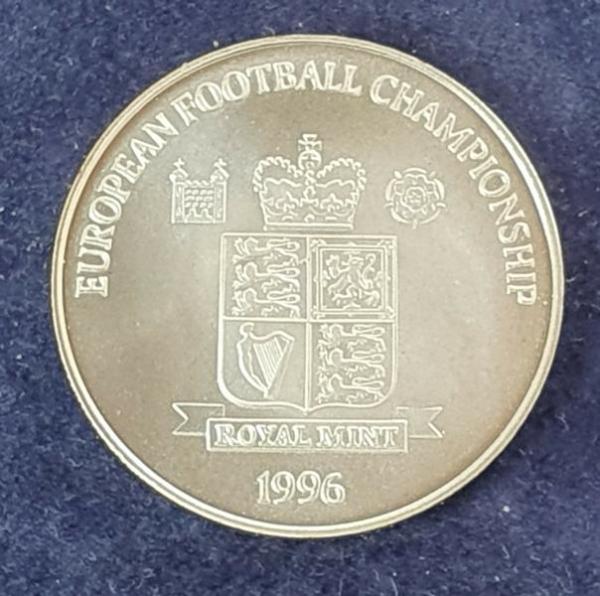 EUROPEAN FOOTBALL CHAMPIONSHIP
ROYAL MINT
1996